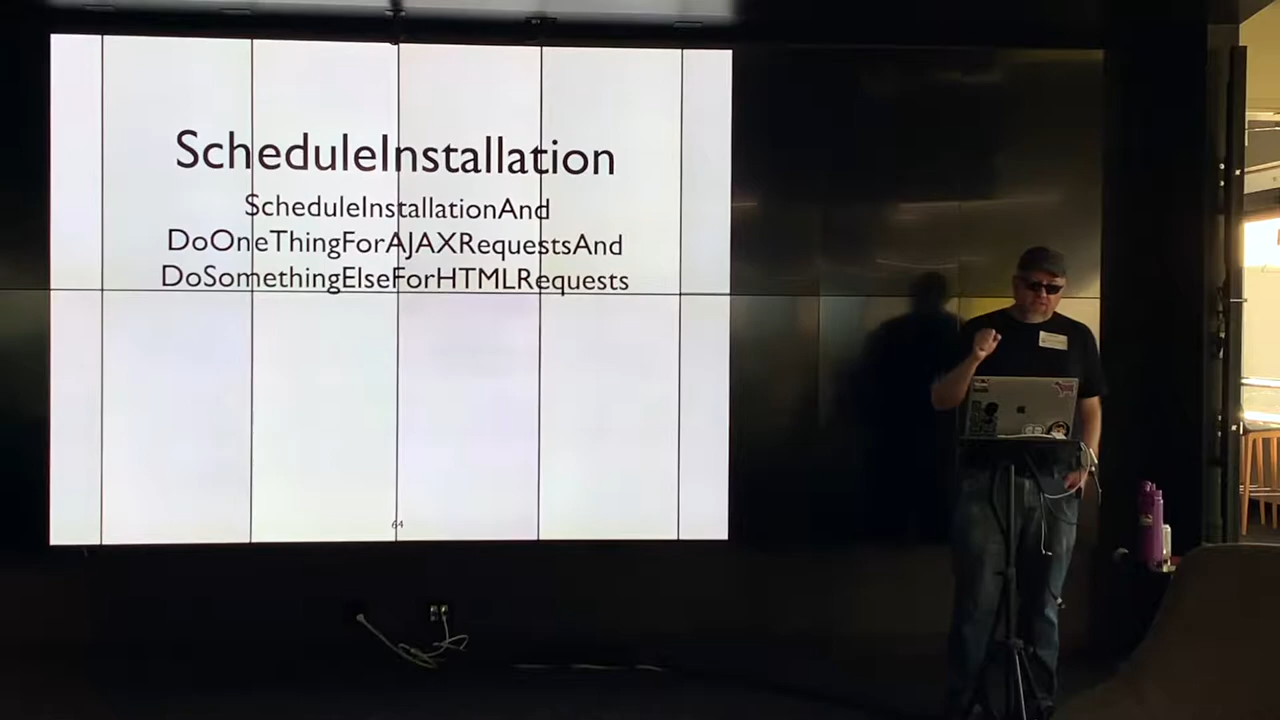 ScheduleInstallation
ScheduleInstallationAnd
DoOneThingForAJAXRequestsAnd
DoSomethingElseForHTMLRequests
64